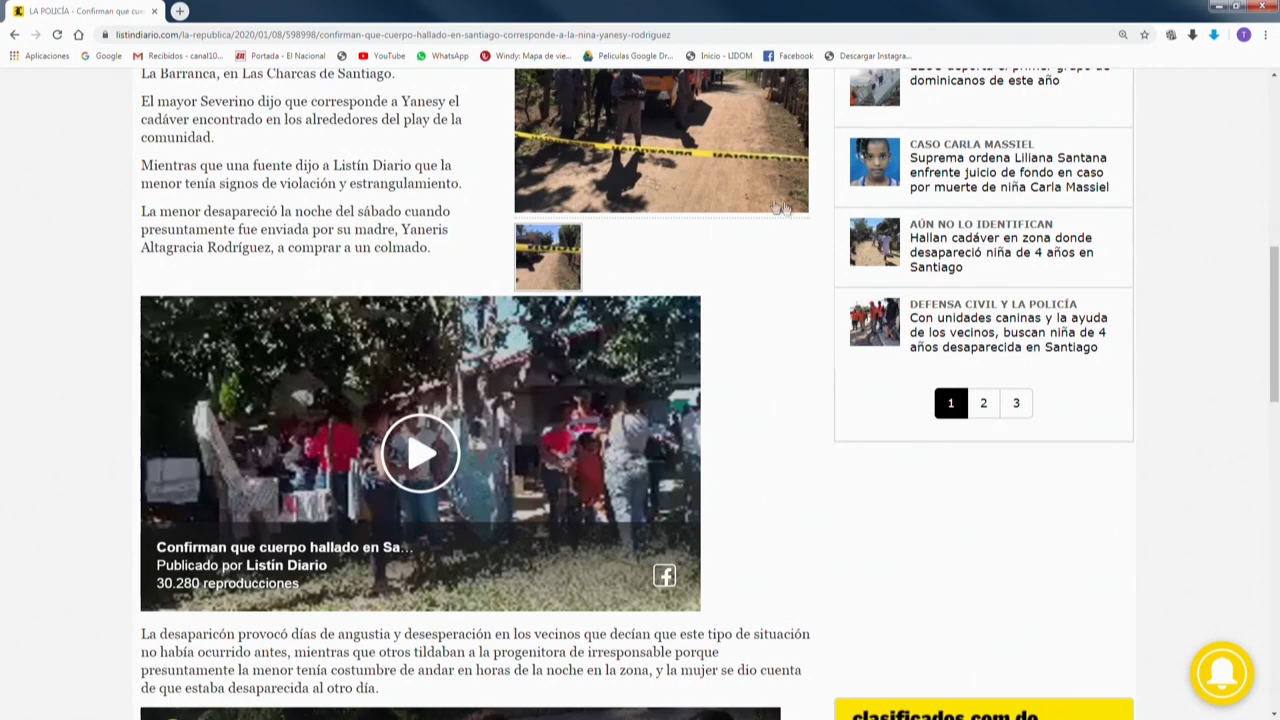 LA POLICÍA - Confirman que cue
listindiario.com/la-republica/2020/01/08/598998/confirman-que-cuerpo-hallado-en-santiago-corresponde-a-la-nina-yanesy-rodriguez
Aplicaciones
Google
Recibidos - canal10...
Portada - El Nacional
YouTube
WhatsApp
Windy: Mapa de vie...
Peliculas Google Dr...
Inicio - LIDOM
Facebook
Descargar Instagra...
La Barranca, en Las Charcas de Santiago.
El mayor Severino dijo que corresponde a Yanesy el
cadáver encontrado en los alrededores del play de la
comunidad.
Mientras que una fuente dijo a Listín Diario que la
menor tenía signos de violación y estrangulamiento.
La menor desapareció la noche del sábado cuando
presuntamente fue enviada por su madre, Yaneris
Altagracia Rodríguez, a comprar a un colmado.
Confirman que cuerpo hallado en Sa...
Publicado por Listín Diario
30.280 reproducciones
La desaparicón provocó días de angustia y desesperación en los vecinos que decían que este tipo de situación
no había ocurrido antes, mientras que otros tildaban a la progenitora de irresponsable porque
presuntamente la menor tenía costumbre de andar en horas de la noche en la zona, y la mujer se dio cuenta
de que estaba desaparecida al otro día.
dominicanos de este año
CASO CARLA MASSIEL
Suprema ordena Liliana Santana
enfrente juicio de fondo en caso
por muerte de niña Carla Massiel
AÚN NO LO IDENTIFICAN
Hallan cadáver en zona donde
desapareció niña de 4 años en
Santiago
DEFENSA CIVIL Y LA POLICÍA
Con unidades caninas y la ayuda
de los vecinos, buscan niña de 4
años desaparecida en Santiago
1 2 3
clasificados.com.do